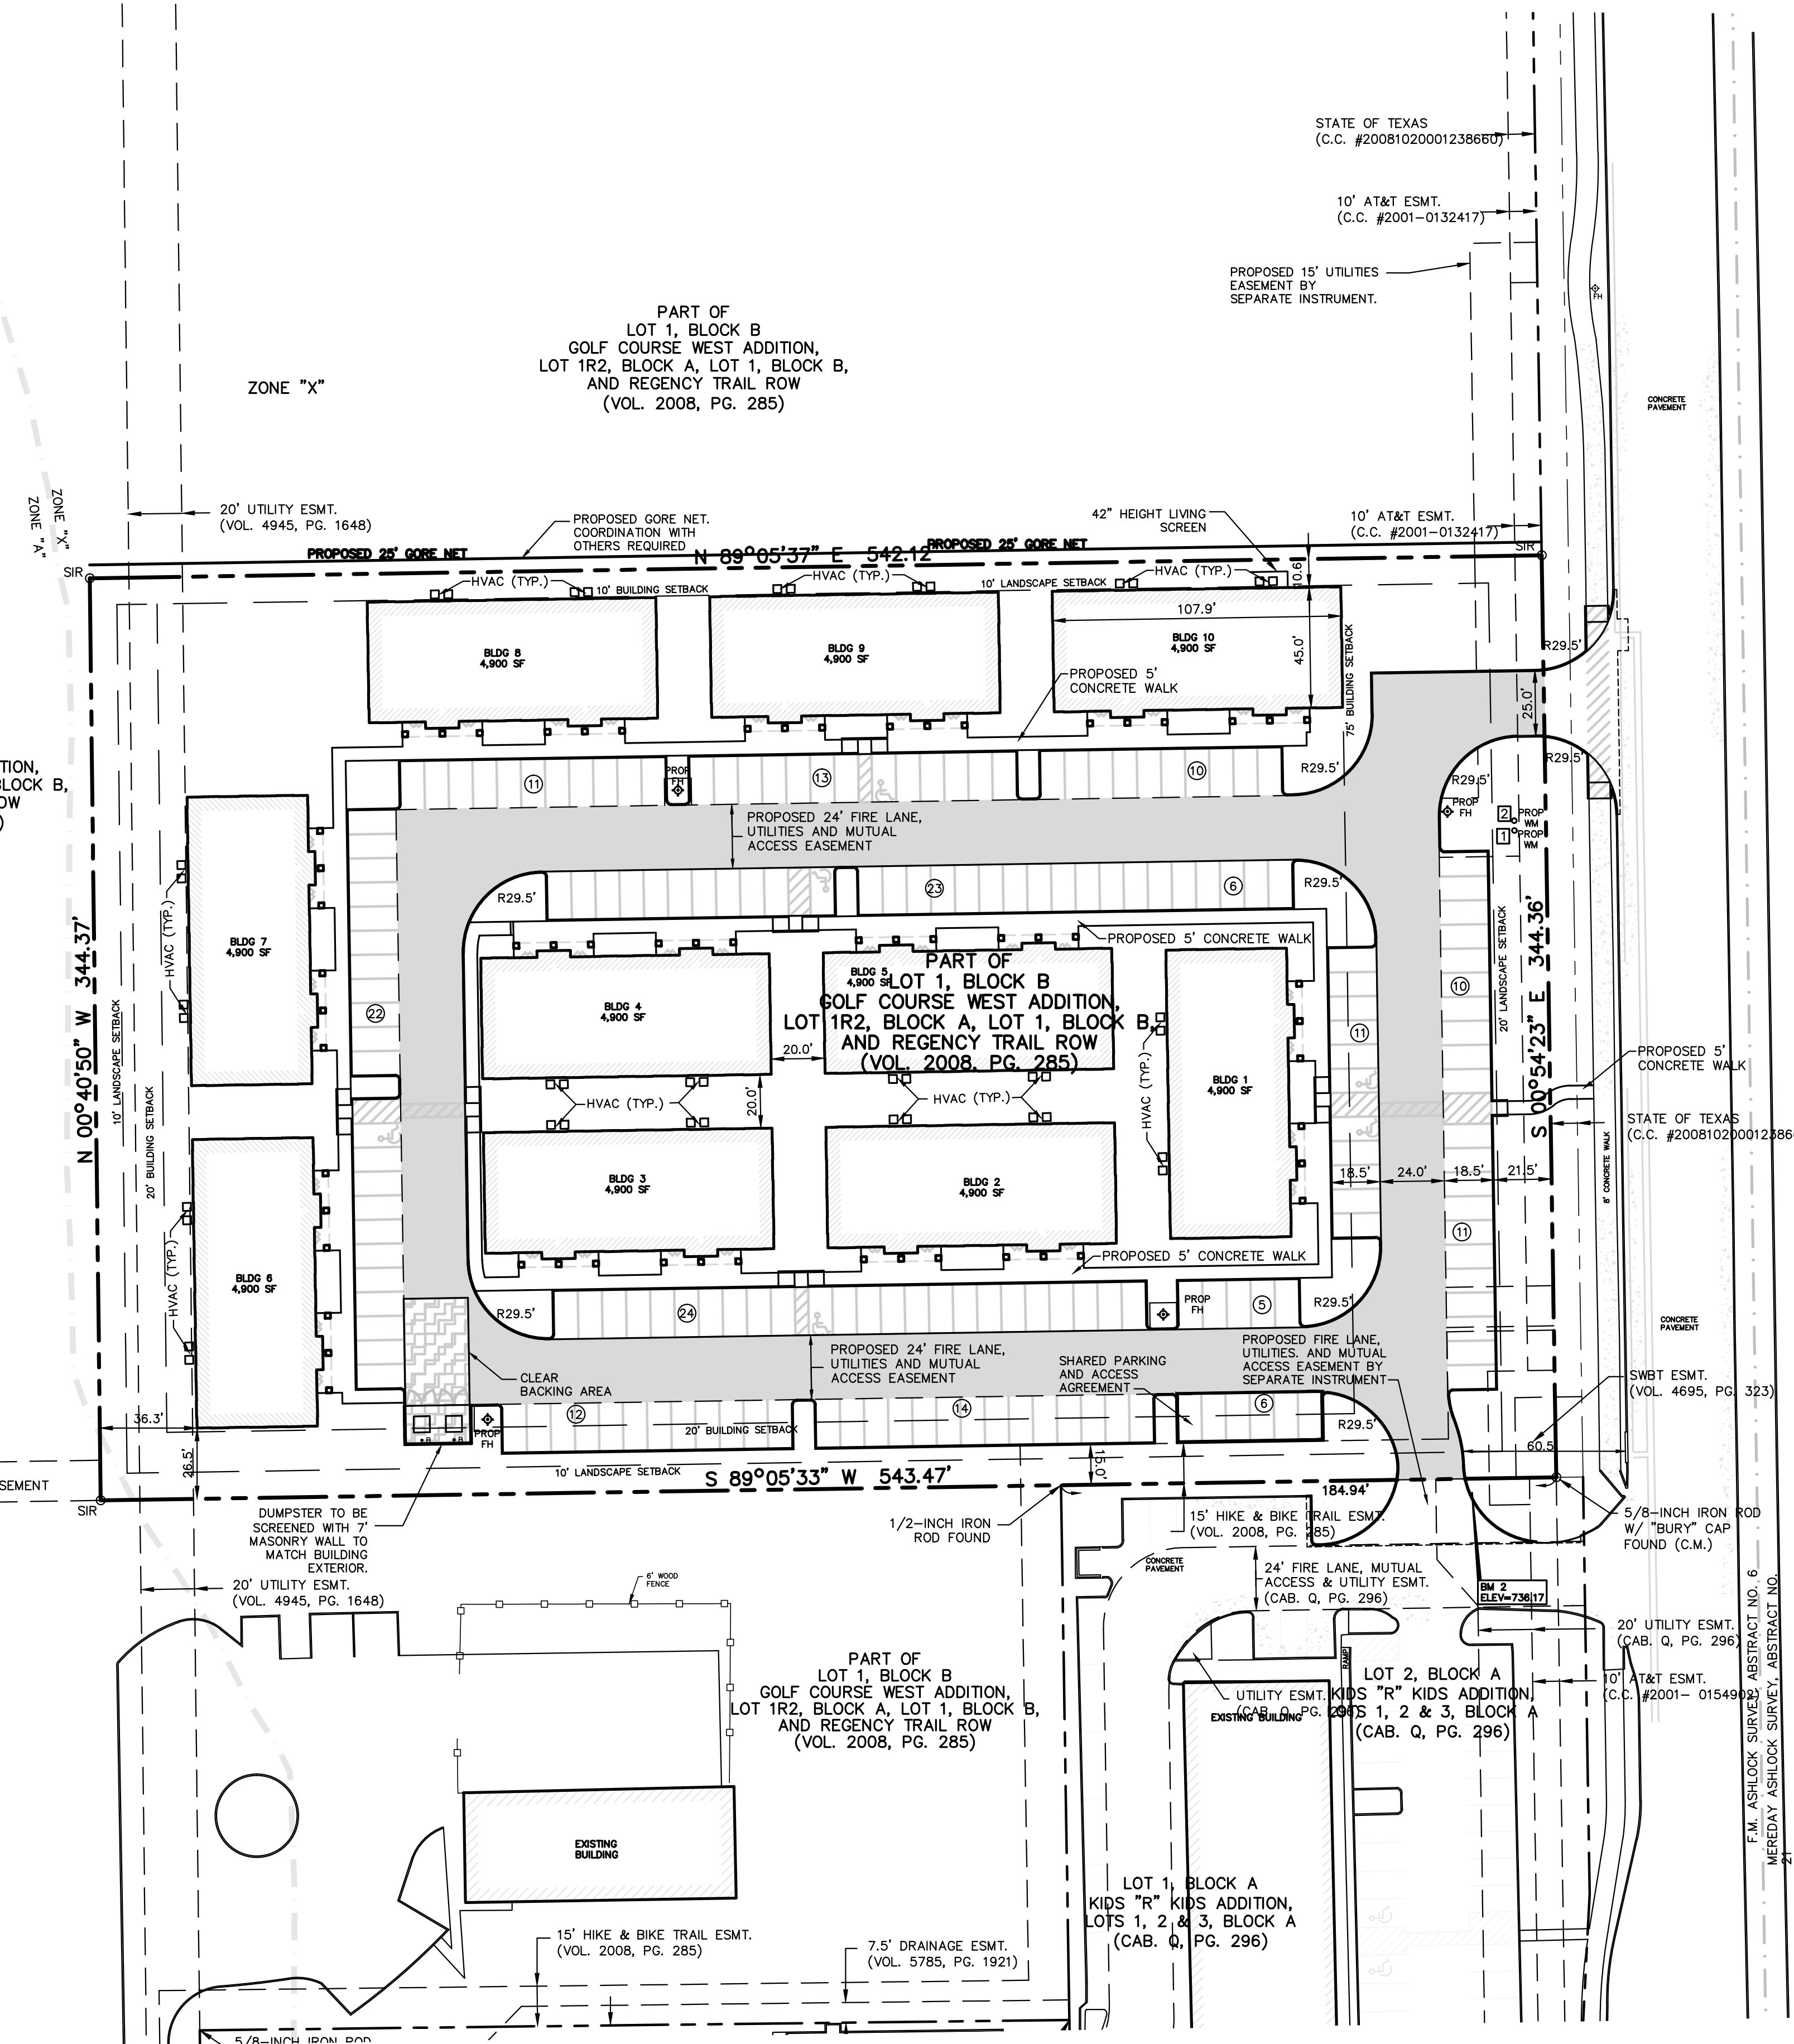 STATE OF TEXAS
(C.C. #20081020001238660)
10' AT&T ESMT.
(C.C. #2001-0132417)
PROPOSED 15' UTILITIES
EASEMENT BY
SEPARATE INSTRUMENT.
FH
PART OF
LOT 1, BLOCK B
GOLF COURSE WEST ADDITION,
LOT 1R2, BLOCK A, LOT 1, BLOCK B,
AND REGENCY TRAIL ROW
(VOL. 2008, PG. 285)
ZONE "X"
CONCRETE
PAVEMENT
ZONE "X"
ZONE "A"
20' UTILITY ESMT.
(VOL. 4945, PG. 1648)
PROPOSED GORE NET.
COORDINATION WITH
OTHERS REQUIRED
42" HEIGHT LIVING
SCREEN
10' AT&T ESMT.
(C.C. #2001-0132417)
PROPOSED 25' GORE NET
N 89°05'37" E 542.12'
PROPOSED 25' GORE NET
SIR
SIR
HVAC (TYP.)
10' BUILDING SETBACK
HVAC (TYP.)
10' LANDSCAPE SETBACK
HVAC (TYP.)
10.6'
107.9'
45.0'
BLDG 8
4,900 SF
BLDG 9
4,900 SF
BLDG 10
4,900 SF
PROPOSED 5'
CONCRETE WALK
75' BUILDING SETBACK
R29.5'
25.0'
R29.5'
R29.5'
R29.5'
TION,
BLOCK B,
OW
)
11
PROP
FH
13
10
PROP
FH
2
PROP
WM
1
PROP
WM
PROPOSED 24' FIRE LANE,
UTILITIES AND MUTUAL
ACCESS EASEMENT
R29.5'
23
6
R29.5'
N 00°40'50" W 344.37'
10' LANDSCAPE SETBACK
20' BUILDING SETBACK
HVAC (TYP.)
BLDG 7
4,900 SF
22
PROPOSED 5' CONCRETE WALK
BLDG 4
4,900 SF
BLDG 5
4,900 SF
PART OF
LOT 1, BLOCK B
GOLF COURSE WEST ADDITION,
LOT 1R2, BLOCK A, LOT 1, BLOCK B,
AND REGENCY TRAIL ROW
(VOL. 2008, PG. 285)
20.0'
20.0'
HVAC (TYP.)
HVAC (TYP.)
HVAC (TYP.)
BLDG 1
4,900 SF
11
10
20' LANDSCAPE SETBACK
S 00°54'23" E 344.36'
PROPOSED 5'
CONCRETE WALK
STATE OF TEXAS
(C.C. #200810200012386
8' CONCRETE WALK
18.5'
24.0'
18.5'
21.5'
11
BLDG 3
4,900 SF
BLDG 2
4,900 SF
PROPOSED 5' CONCRETE WALK
HVAC (TYP.)
BLDG 6
4,900 SF
R29.5'
24
PROP
FH
5
R29.5'
CONCRETE
PAVEMENT
CLEAR
BACKING AREA
PROPOSED 24' FIRE LANE,
UTILITIES AND MUTUAL
ACCESS EASEMENT
SHARED PARKING
AND ACCESS
AGREEMENT
PROPOSED FIRE LANE,
UTILITIES. AND MUTUAL
ACCESS EASEMENT BY
SEPARATE INSTRUMENT
SWBT ESMT.
(VOL. 4695, PG. 323)
36.3'
26.5'
B
B
PROP
FH
12
20' BUILDING SETBACK
14
6
R29.5'
60.5'
15.0'
10' LANDSCAPE SETBACK
S 89°05'33" W 543.47'
184.94'
SEMENT
SIR
DUMPSTER TO BE
SCREENED WITH 7'
MASONRY WALL TO
MATCH BUILDING
EXTERIOR.
1/2-INCH IRON
ROD FOUND
15' HIKE & BIKE TRAIL ESMT.
(VOL. 2008, PG. 285)
5/8-INCH IRON ROD
W/ "BURY" CAP
FOUND (C.M.)
CONCRETE
PAVEMENT
24' FIRE LANE, MUTUAL
ACCESS & UTILITY ESMT.
(CAB. Q, PG. 296)
BM 2
ELEV=736.17
20' UTILITY ESMT.
(VOL. 4945, PG. 1648)
6' WOOD
FENCE
20' UTILITY ESMT.
(CAB. Q, PG. 296)
10' AT&T ESMT.
(C.C. #2001- 0154902)
PART OF
LOT 1, BLOCK B
GOLF COURSE WEST ADDITION,
LOT 1R2, BLOCK A, LOT 1, BLOCK B,
AND REGENCY TRAIL ROW
(VOL. 2008, PG. 285)
RAMP
UTILITY ESMT.
(CAB. Q, PG. 296)
EXISTING BUILDING
LOT 2, BLOCK A
KIDS "R" KIDS ADDITION,
LOTS 1, 2 & 3, BLOCK A
(CAB. Q, PG. 296)
F.M. ASHLOCK SURVEY, ABSTRACT NO. 6
MEREDAY ASHLOCK SURVEY, ABSTRACT NO.
21
EXISTING
BUILDING
LOT 1, BLOCK A
KIDS "R" KIDS ADDITION,
LOTS 1, 2 & 3, BLOCK A
(CAB. Q, PG. 296)
15' HIKE & BIKE TRAIL ESMT.
(VOL. 2008, PG. 285)
7.5' DRAINAGE ESMT.
(VOL. 5785, PG. 1921)
5/8-INCH IRON ROD